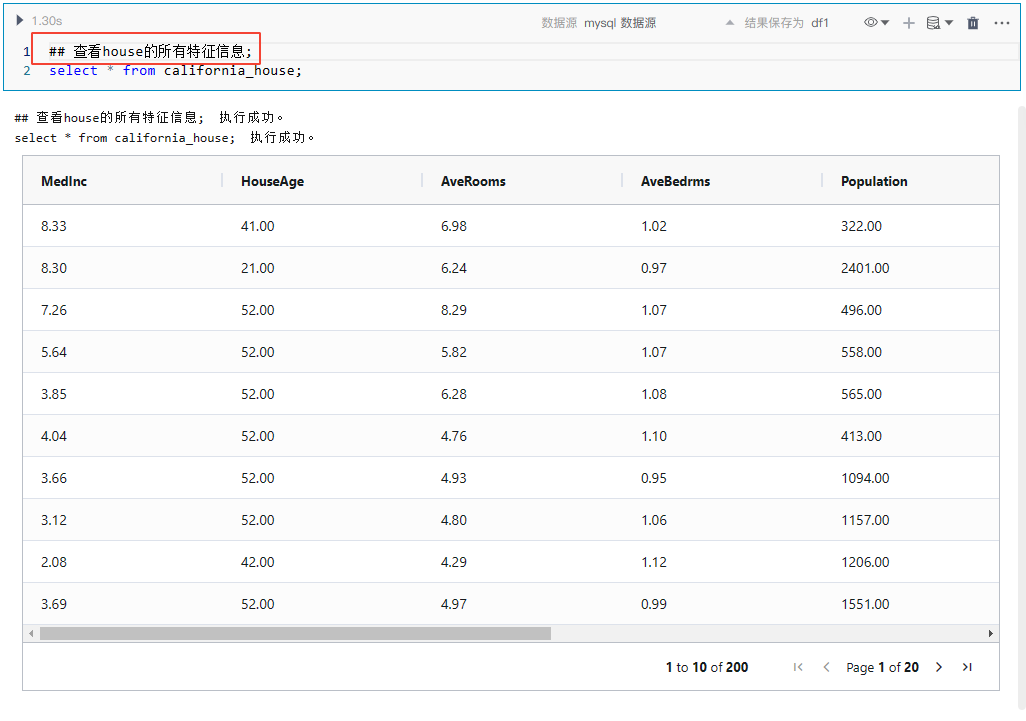 1.30s 数据源 mysql 数据源 结果保存为 df1
1 ## 查看house的所有特征信息;
2 select * from california_house;
## 查看house的所有特征信息; 执行成功。
select * from california_house; 执行成功。
MedInc HouseAge AveRooms AveBedrms Population
8.33 41.00 6.98 1.02 322.00
8.30 21.00 6.24 0.97 2401.00
7.26 52.00 8.29 1.07 496.00
5.64 52.00 5.82 1.07 558.00
3.85 52.00 6.28 1.08 565.00
4.04 52.00 4.76 1.10 413.00
3.66 52.00 4.93 0.95 1094.00
3.12 52.00 4.80 1.06 1157.00
2.08 42.00 4.29 1.12 1206.00
3.69 52.00 4.97 0.99 1551.00
1 to 10 of 200 Page 1 of 20